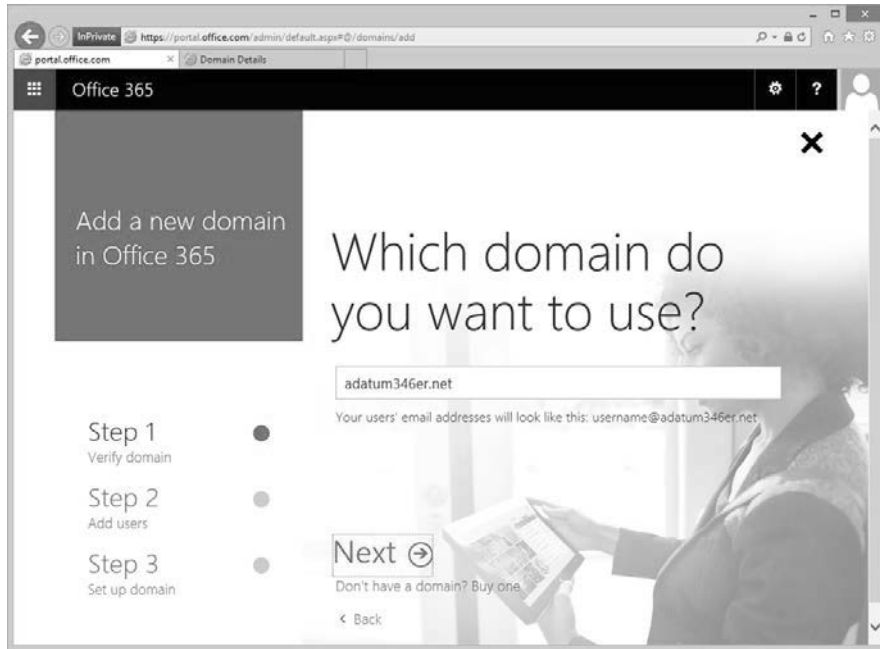 InPrivate https://portal.office.com/admin/default.aspx#@/domains/add
portal.office.com
Domain Details
Office 365
?
Add a new domain
in Office 365
Which domain do
you want to use?
adatum346er.net
Your users' email addresses will look like this: username@adatum346er.net
Step 1
Verify domain
Step 2
Add users
Step 3
Set up domain
Next
Don't have a domain? Buy one
< Back